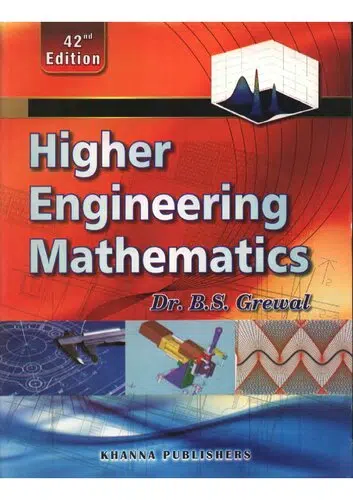 42nd
Edition
Higher
Engineering
Mathematics
Dr. B.S. Grewal
KHANNA PUBLISHERS